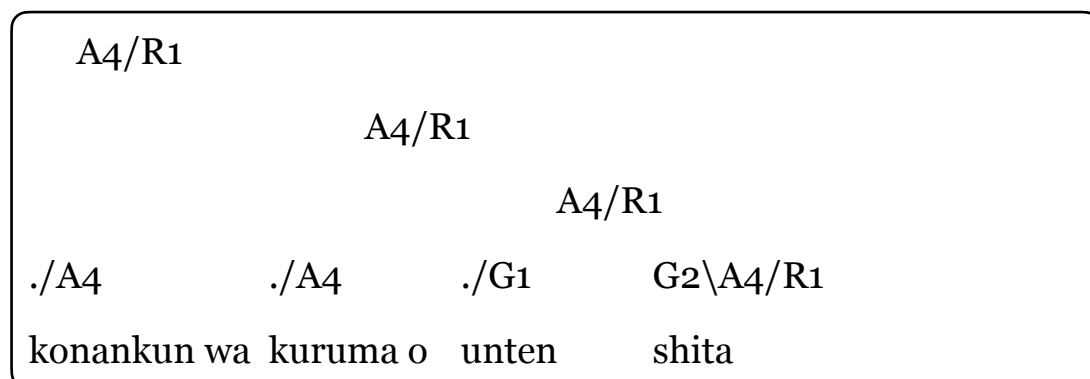 A4/R1
A4/R1
A4/R1
./A4 ./A4 ./G1 G2\A4/R1
konankun wa kuruma o unten shita